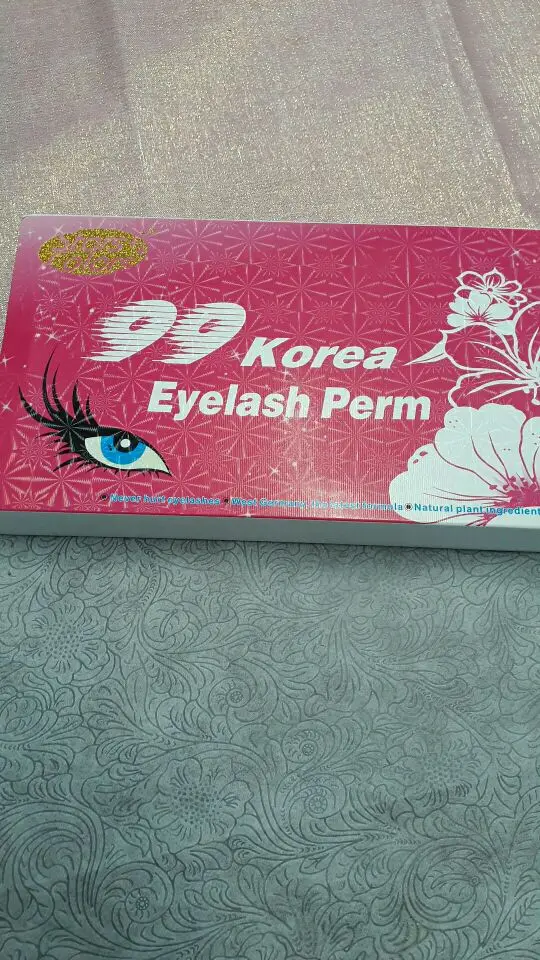 99 Korea
Eyelash Perm
Never hurt eyelashes West Germany, the latest formula Natural plant ingredient